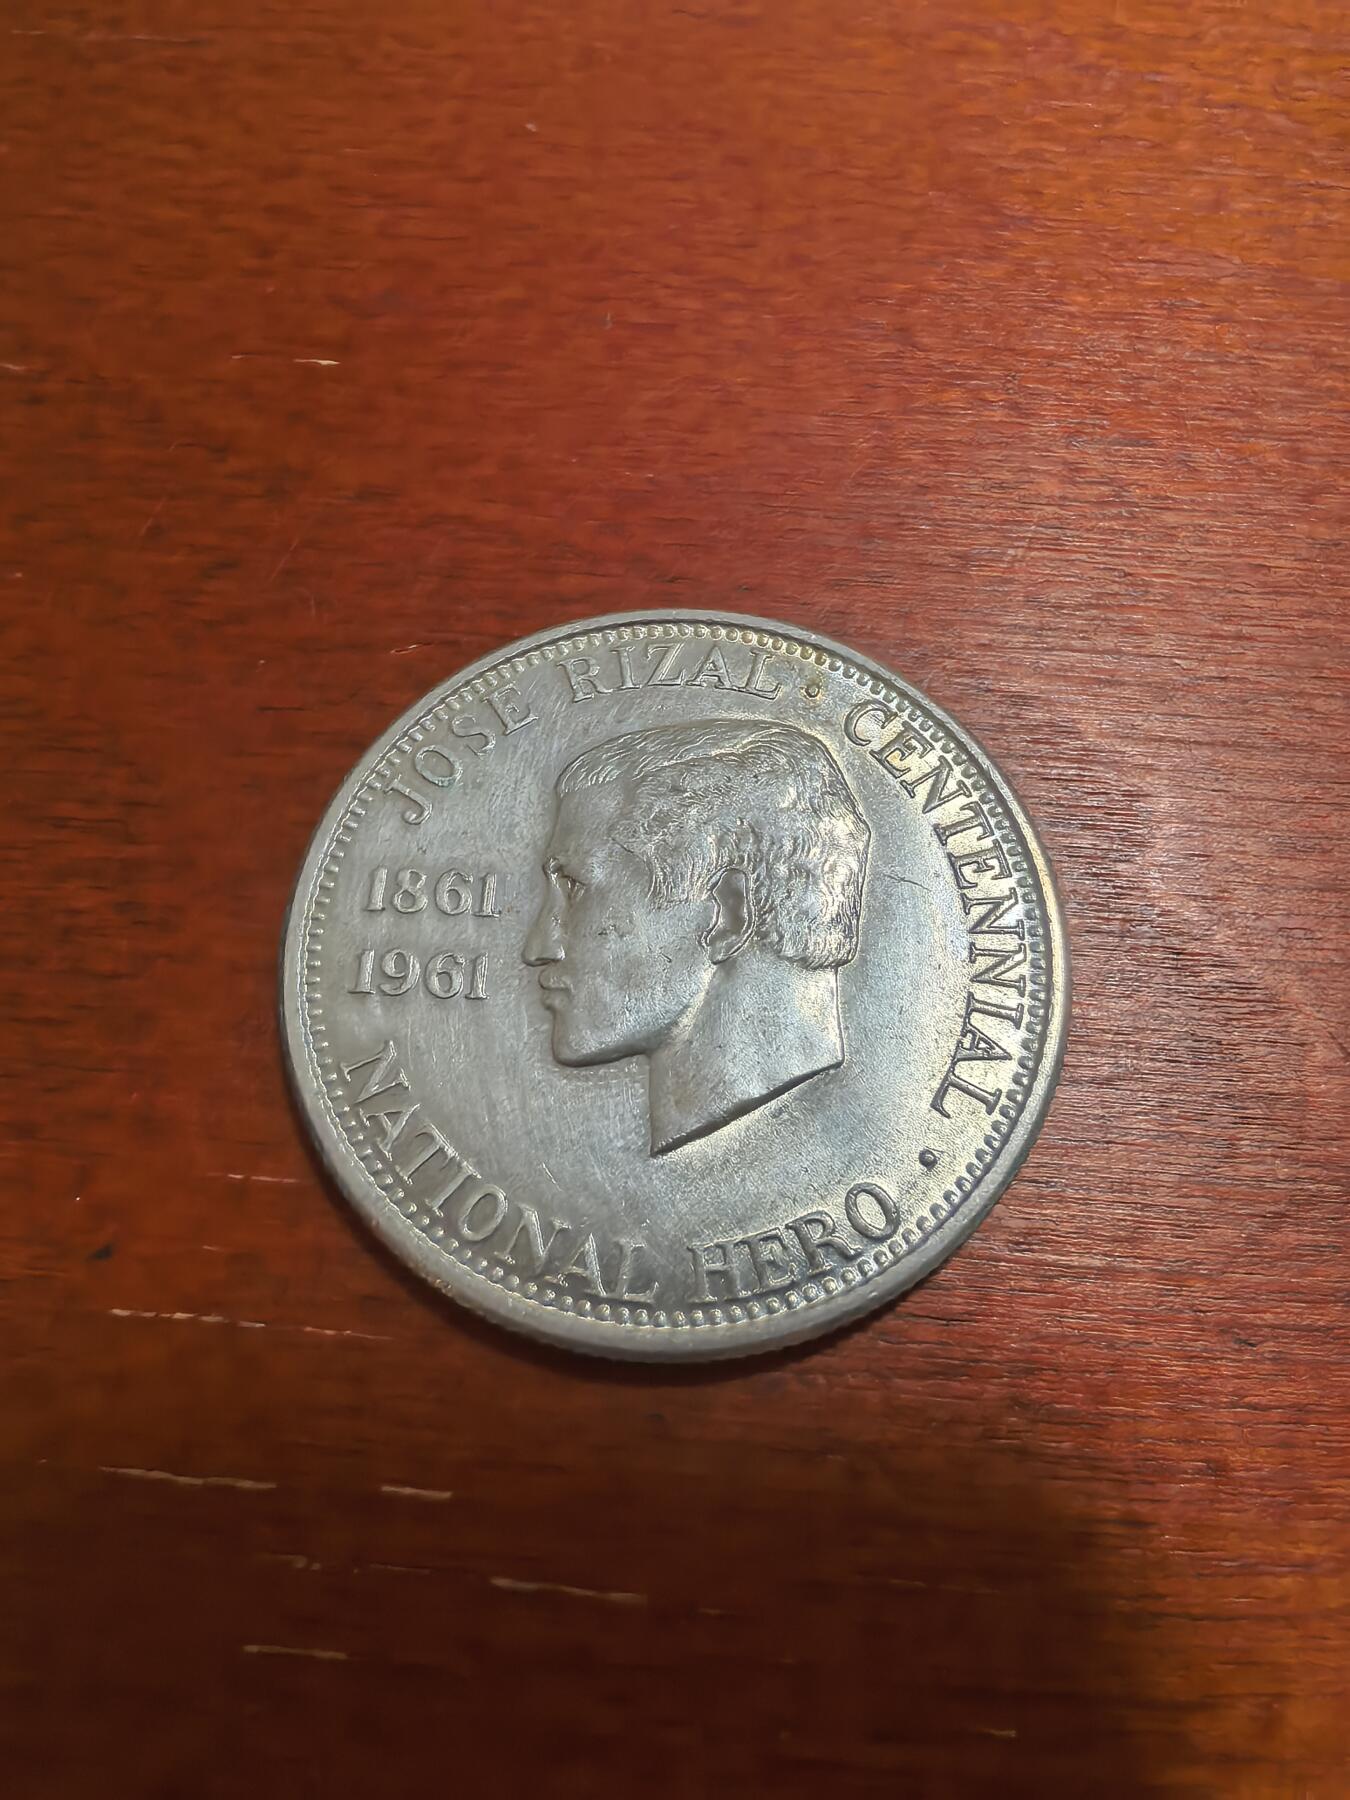 JOSE RIZAL • CENTENNIAL •
1861
1961
NATIONAL HERO